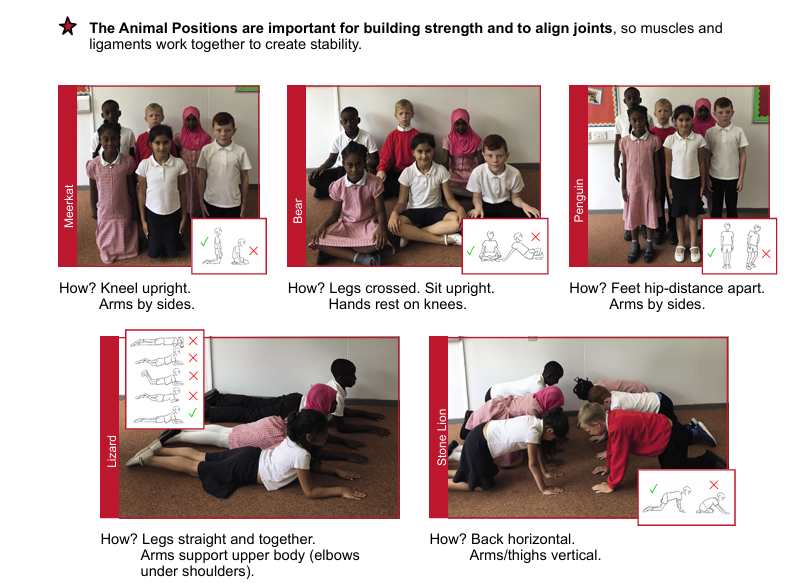 The Animal Positions are important for building strength and to align joints, so muscles and
ligaments work together to create stability.
Meerkat
Bear
Penguin
How? Kneel upright.
Arms by sides.
How? Legs crossed. Sit upright.
Hands rest on knees.
How? Feet hip-distance apart.
Arms by sides.
Lizard
Stone Lion
How? Legs straight and together.
Arms support upper body (elbows
under shoulders).
How? Back horizontal.
Arms/thighs vertical.